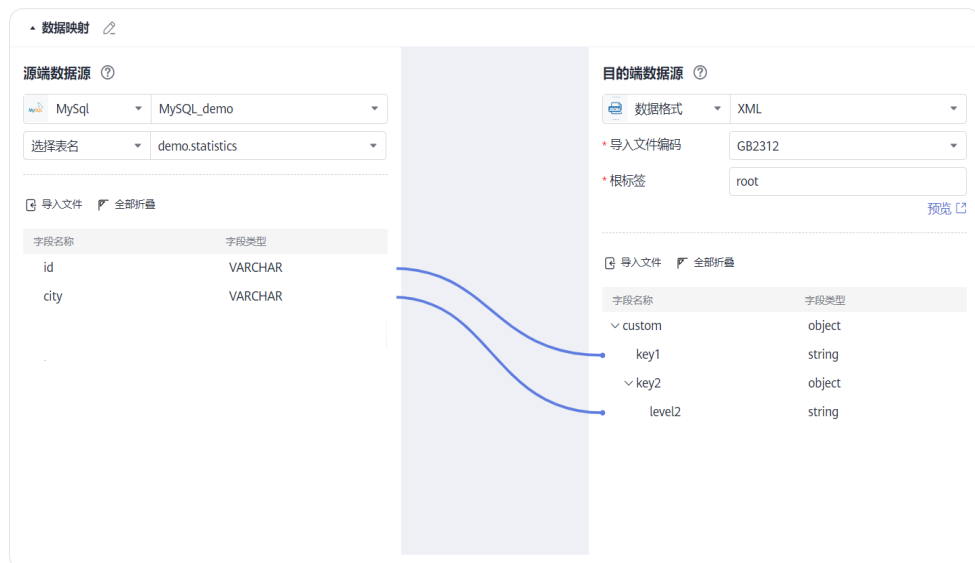 数据映射
源端数据源
MySql MySQL_demo
选择表名 demo.statistics
导入文件 全部折叠
字段名称 字段类型
id VARCHAR
city VARCHAR
目的端数据源
数据格式 XML
* 导入文件编码 GB2312
* 根标签 root
预览
导入文件 全部折叠
字段名称 字段类型
custom object
key1 string
key2 object
level2 string